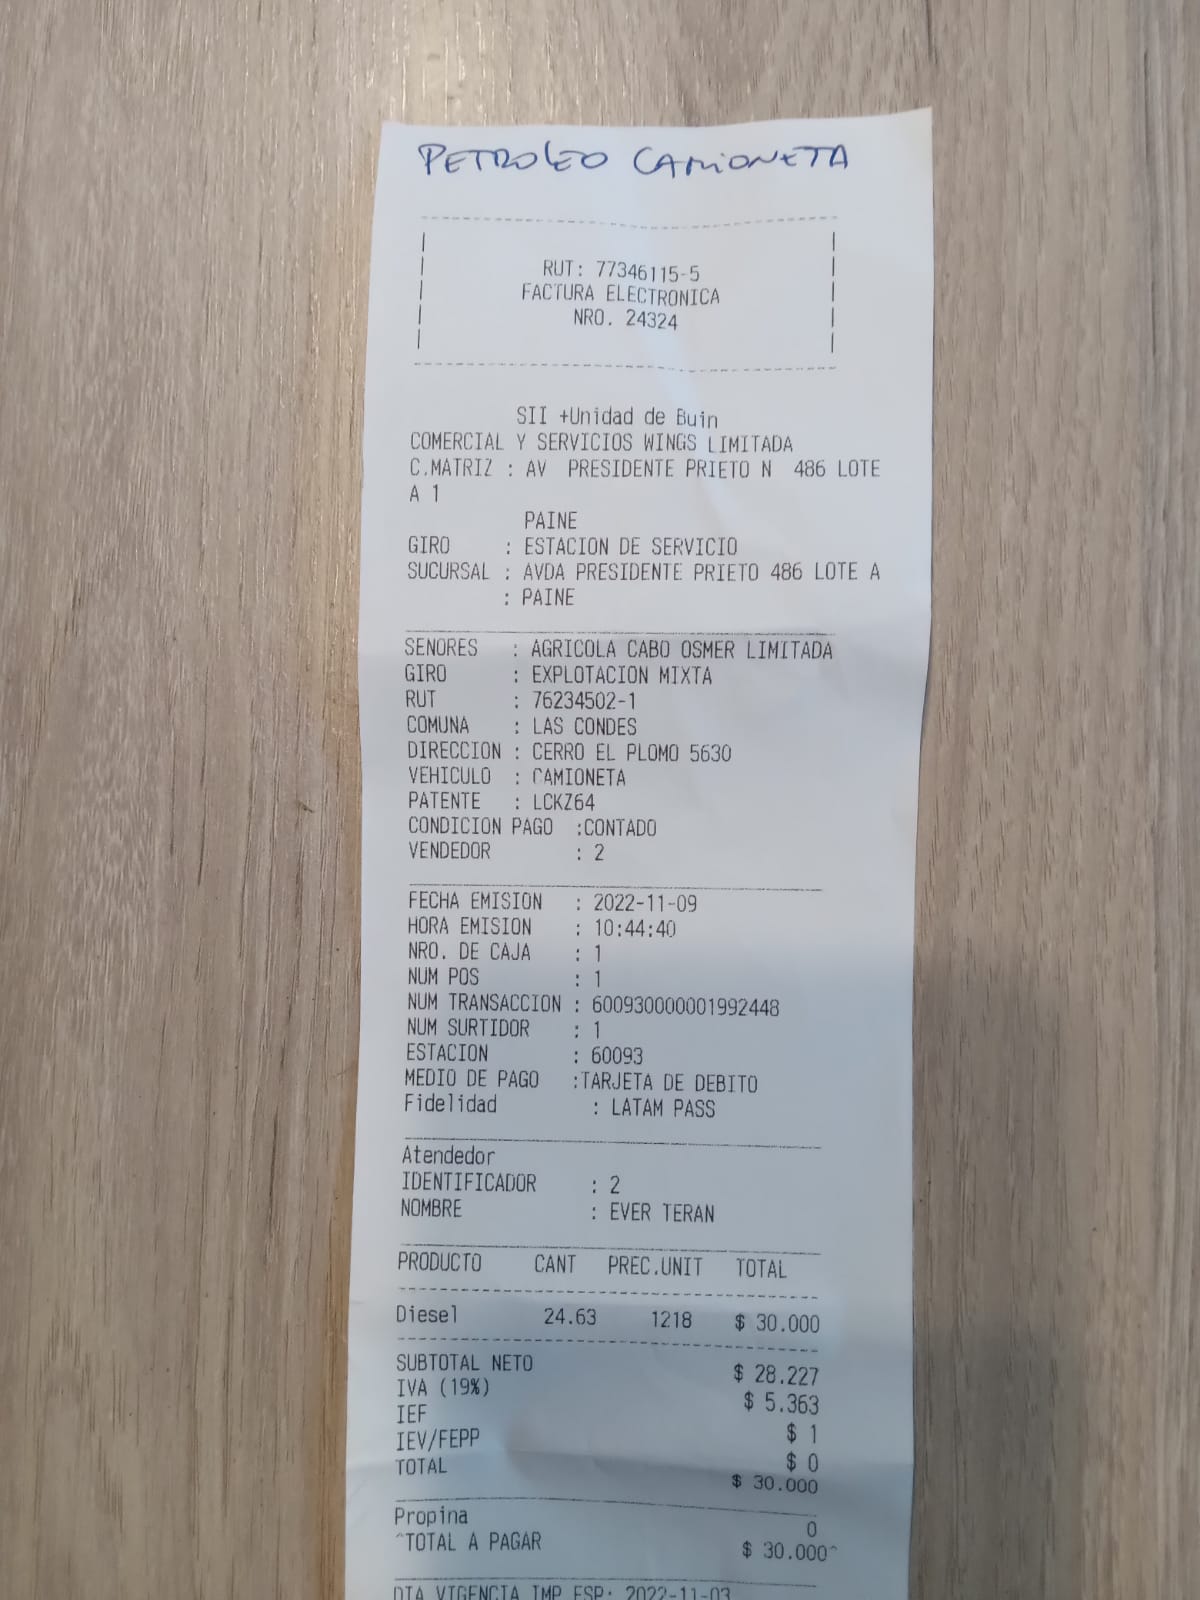 PETROLEO CAMIONETA
RUT: 77346115-5
FACTURA ELECTRONICA
NRO. 24324
SII +Unidad de Buin
COMERCIAL Y SERVICIOS WINGS LIMITADA
C.MATRIZ : AV PRESIDENTE PRIETO N 486 LOTE
A 1
PAINE
GIRO : ESTACION DE SERVICIO
SUCURSAL : AVDA PRESIDENTE PRIETO 486 LOTE A
: PAINE
SENORES : AGRICOLA CABO OSMER LIMITADA
GIRO : EXPLOTACION MIXTA
RUT : 76234502-1
COMUNA : LAS CONDES
DIRECCION : CERRO EL PLOMO 5630
VEHICULO : CAMIONETA
PATENTE : LCKZ64
CONDICION PAGO :CONTADO
VENDEDOR : 2
FECHA EMISION : 2022-11-09
HORA EMISION : 10:44:40
NRO. DE CAJA : 1
NUM POS : 1
NUM TRANSACCION : 600930000001992448
NUM SURTIDOR : 1
ESTACION : 60093
MEDIO DE PAGO :TARJETA DE DEBITO
Fidelidad : LATAM PASS
Atendedor
IDENTIFICADOR : 2
NOMBRE : EVER TERAN
PRODUCTO CANT PREC.UNIT TOTAL
Diesel 24.63 1218 $ 30.000
SUBTOTAL NETO $ 28.227
IVA (19%) $ 5.363
IEF $ 1
IEV/FEPP $ 0
TOTAL $ 30.000
Propina 0
^TOTAL A PAGAR $ 30.000^
DIA VIGENCIA IMP ESP: 2022-11-03